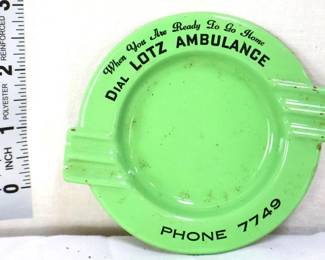 When You Are Ready To Go Home
DIAL LOTZ AMBULANCE
PHONE 7749
0 1 2 3
INCH
POLYESTER
REINFORCED